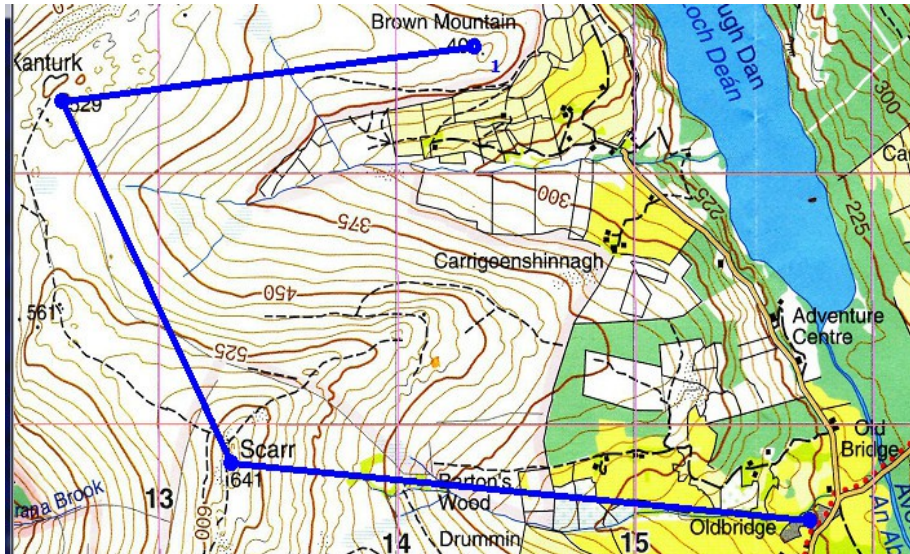 Brown Mountain
1
Kanturk
529
Lough Dan
Loch Deán
300
225
300
375
225
Carrigeenshinnagh
450
561
525
Adventure
Centre
Scarr
641
Old
Bridge
Barton's
Wood
13
600
Oldbridge
15
14
Drummin